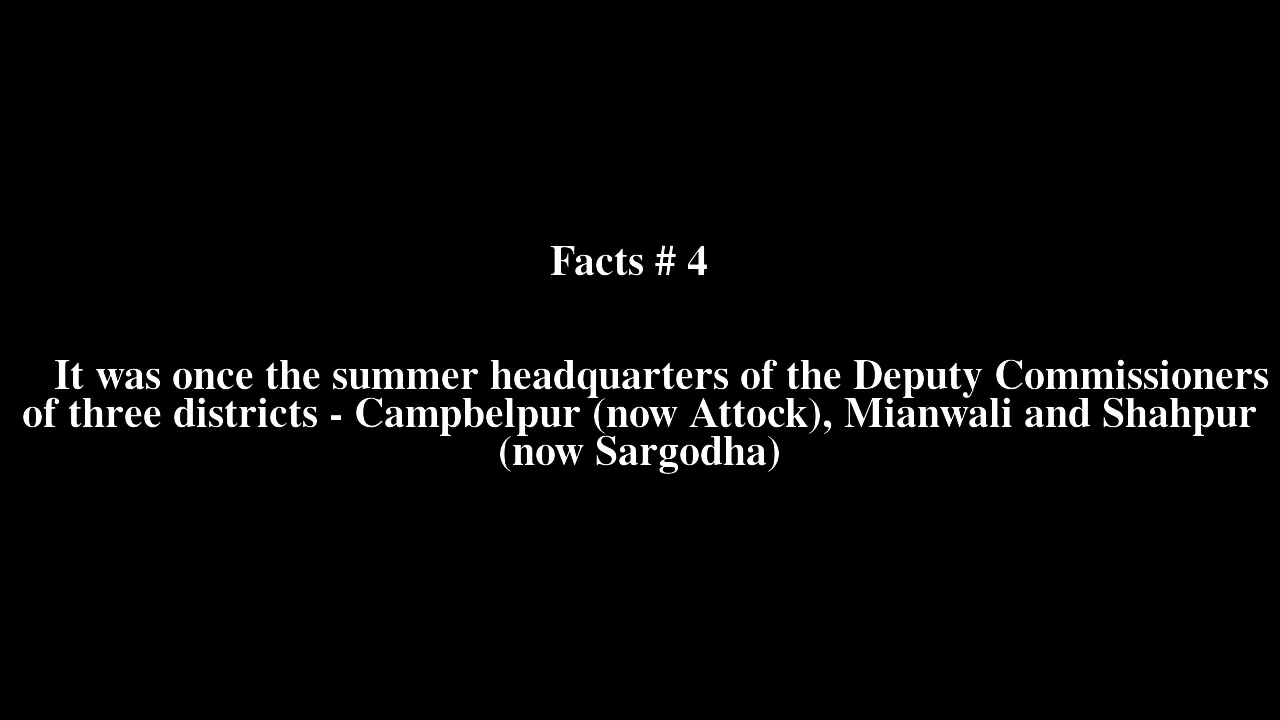 Facts # 4
It was once the summer headquarters of the Deputy Commissioners
of three districts - Campbelpur (now Attock), Mianwali and Shahpur
(now Sargodha)